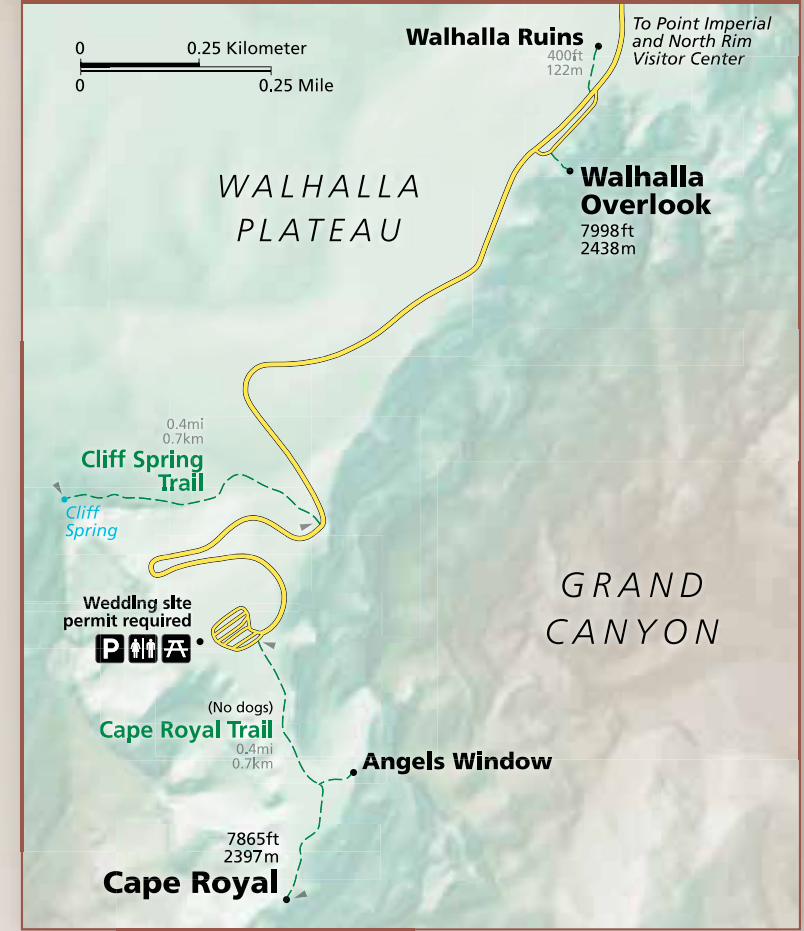 0 0.25 Kilometer
0 0.25 Mile
Walhalla Ruins
400ft
122m
To Point Imperial
and North Rim
Visitor Center
WALHALLA
PLATEAU
Walhalla
Overlook
7998ft
2438m
0.4mi
0.7km
Cliff Spring
Trail
Cliff
Spring
GRAND
CANYON
Wedding site
permit required
P
(No dogs)
Cape Royal Trail
0.4mi
0.7km
Angels Window
7865ft
2397m
Cape Royal